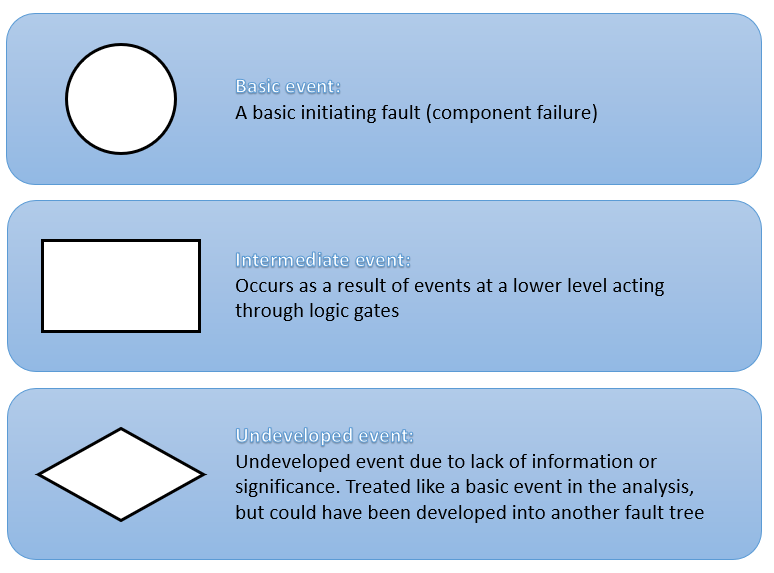 Basic event:
A basic initiating fault (component failure)
Intermediate event:
Occurs as a result of events at a lower level acting
through logic gates
Undeveloped event:
Undeveloped event due to lack of information or
significance. Treated like a basic event in the analysis,
but could have been developed into another fault tree